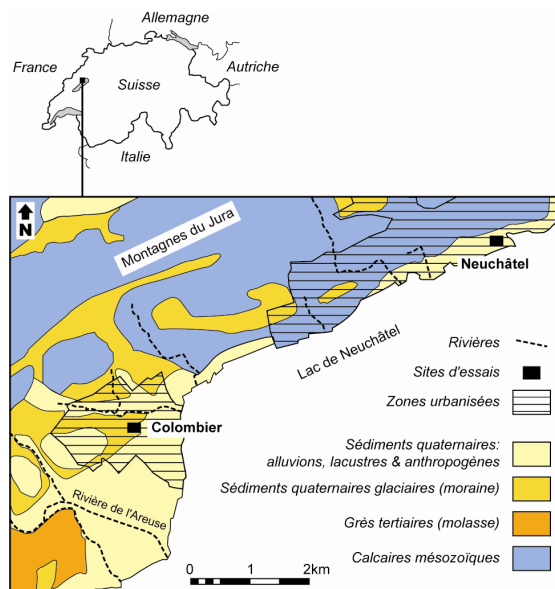 Allemagne
France
Autriche
Suisse
Italie
N
Montagnes du Jura
Neuchâtel
Lac de Neuchâtel
Rivières
Sites d'essais
Zones urbanisées
Colombier
Sédiments quaternaires:
alluvions, lacustres & anthropogènes
Sédiments quaternaires glaciaires (moraine)
Rivière de l'Areuse
Grès tertiaires (molasse)
Calcaires mésozoïques
0 1 2km